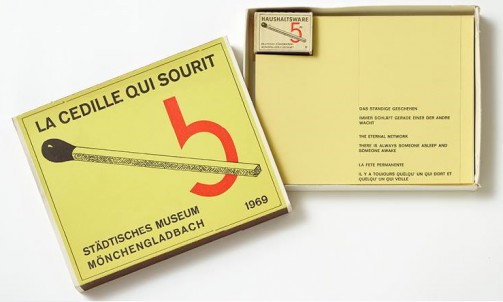 LA CEDILLE QUI SOURIT
5
STÄDTISCHES MUSEUM
MÖNCHENGLADBACH
1969
HAUSHALTSWARE
5
DAS STÄNDIGE GESCHEHEN
IMMER SCHLÄFT GERADE EINER DER ANDRE
WACHT
THE ETERNAL NETWORK
THERE IS ALWAYS SOMEONE ASLEEP AND
SOMEONE AWAKE
LA FETE PERMANENTE
IL Y A TOUJOURS QUELQU'UN QUI DORT ET
QUELQU'UN QUI VEILLE